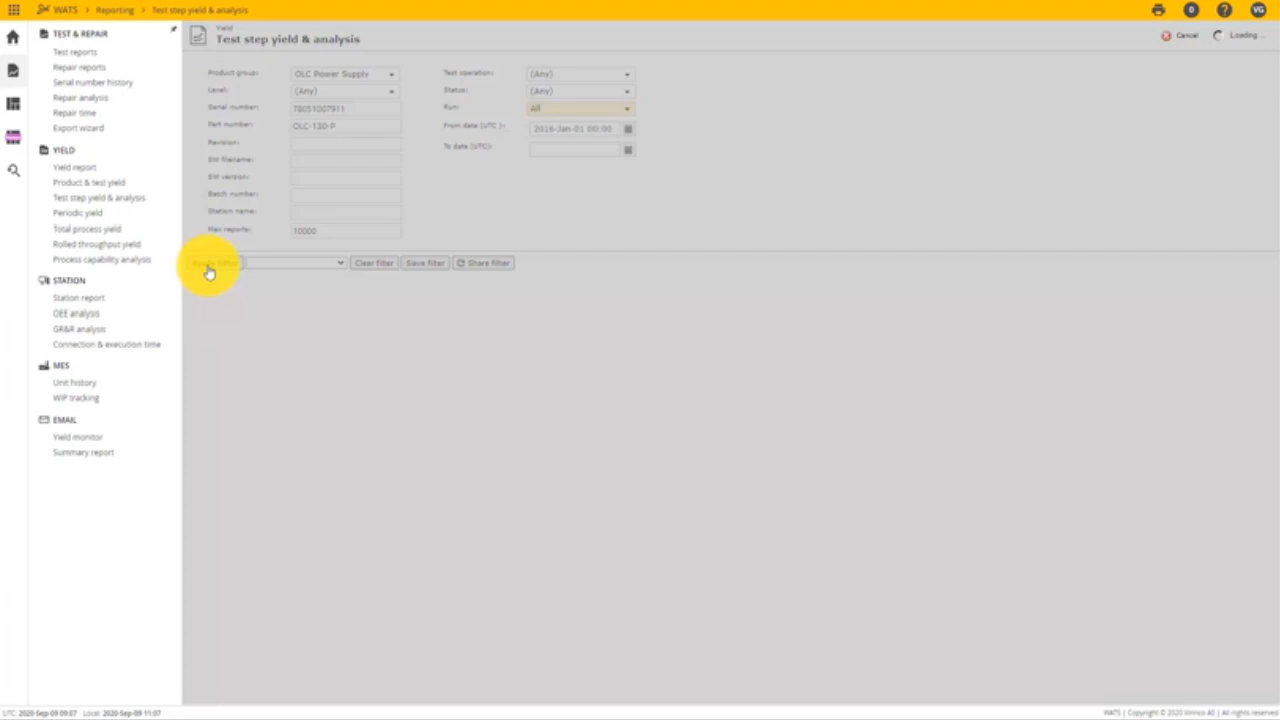 WATS > Reporting > Test step yield & analysis
0
?
VG
TEST & REPAIR
Test reports
Repair reports
Serial number history
Repair analysis
Repair time
Export wizard
YIELD
Yield report
Product & test yield
Test step yield & analysis
Periodic yield
Total process yield
Rolled throughput yield
Process capability analysis
STATION
Station report
OEE analysis
GR&R analysis
Connection & execution time
MES
Unit history
WIP tracking
EMAIL
Yield monitor
Summary report
Yield
Test step yield & analysis
Cancel
Loading ...
Product group: OLC Power Supply
Level: (Any)
Serial number: 78051007911
Part number: OLC-130-P
Revision:
SW filename:
SW version:
Batch number:
Station name:
Max reports: 10000
Test operation: (Any)
Status: (Any)
Run: All
From date (UTC ): 2016-Jan-01 00:00
To date (UTC):
Apply filter
Clear filter
Save filter
Share filter
UTC: 2020-Sep-09 09:07 Local: 2020-Sep-09 11:07
WATS | Copyright © 2020 Virinco AS | All rights reserved